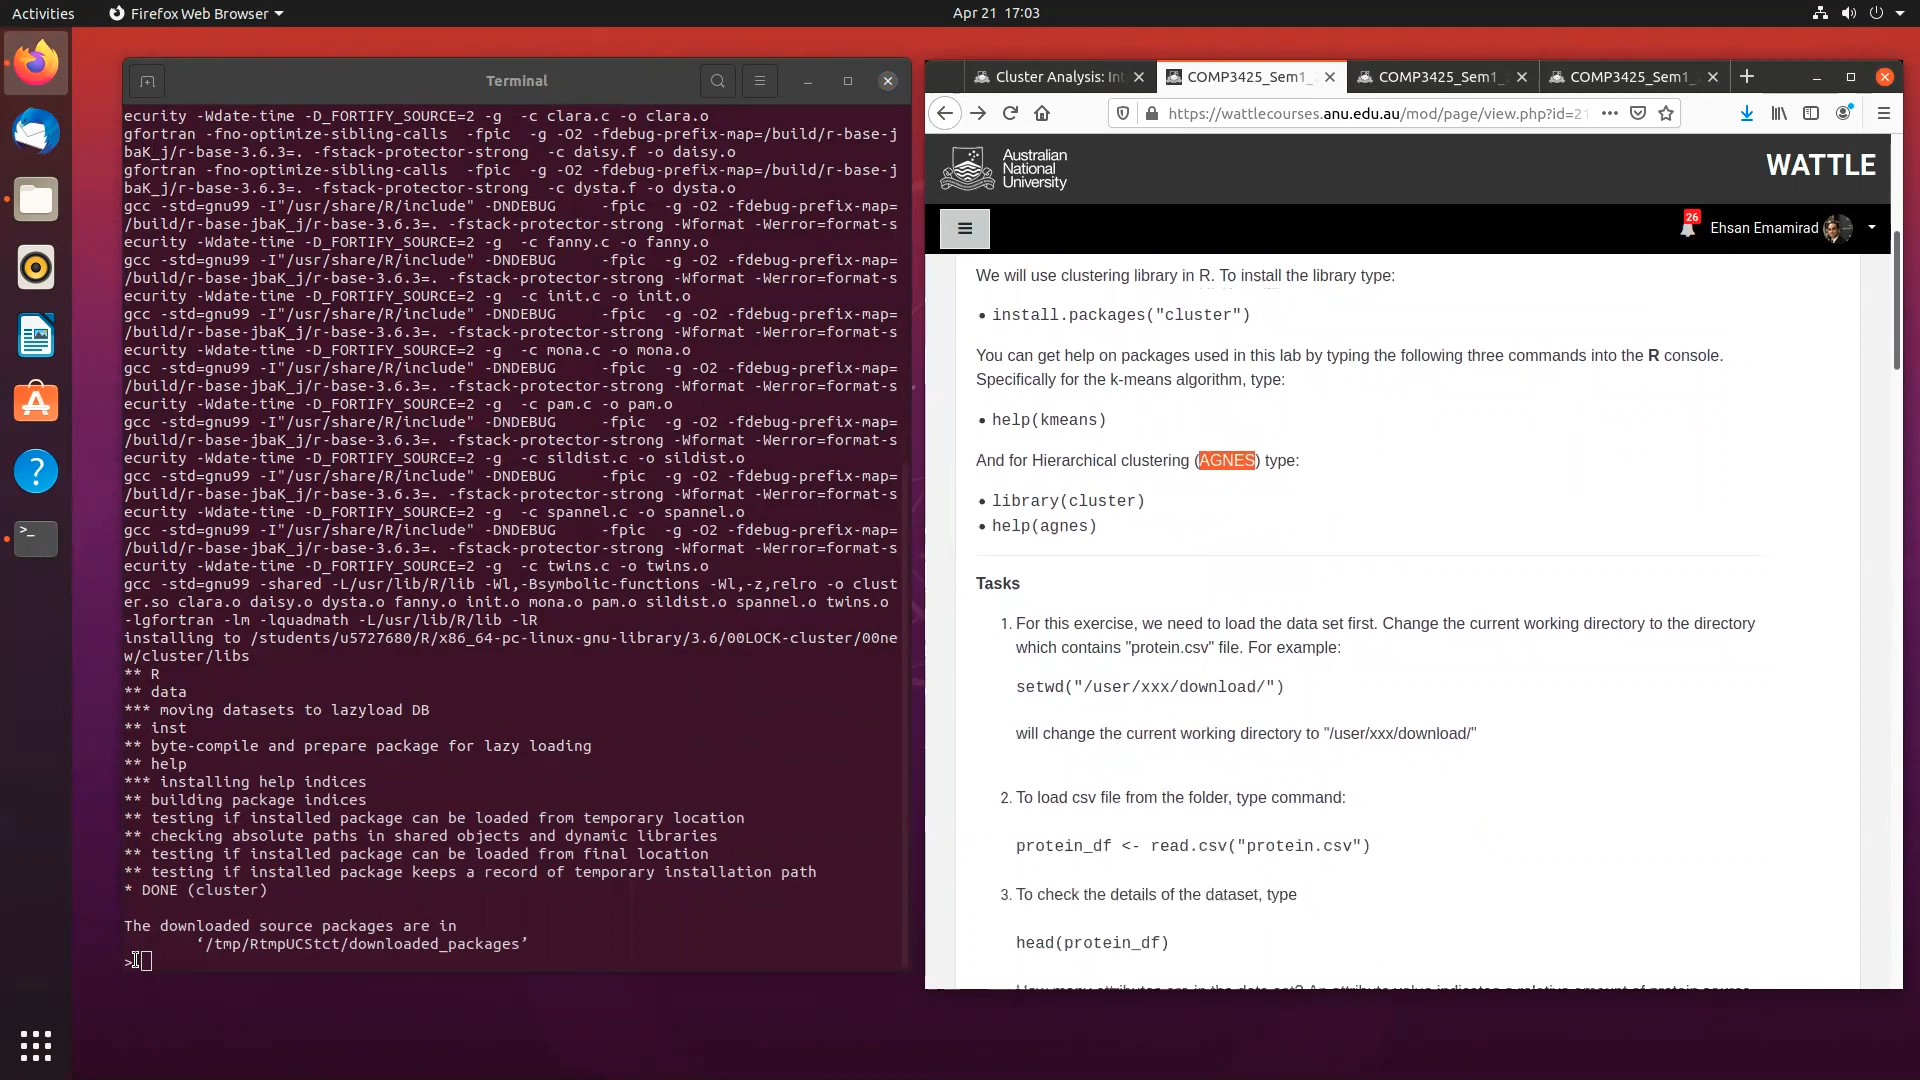 Activities
Firefox Web Browser
Apr 21 17:03
Terminal
ecurity -Wdate-time -D_FORTIFY_SOURCE=2 -g -c clara.c -o clara.o
gfortran -fno-optimize-sibling-calls -fpic -g -O2 -fdebug-prefix-map=/build/r-base-j
baK_j/r-base-3.6.3=. -fstack-protector-strong -c daisy.f -o daisy.o
gfortran -fno-optimize-sibling-calls -fpic -g -O2 -fdebug-prefix-map=/build/r-base-j
baK_j/r-base-3.6.3=. -fstack-protector-strong -c dysta.f -o dysta.o
gcc -std=gnu99 -I"/usr/share/R/include" -DNDEBUG -fpic -g -O2 -fdebug-prefix-map=
/build/r-base-jbaK_j/r-base-3.6.3=. -fstack-protector-strong -Wformat -Werror=format-s
ecurity -Wdate-time -D_FORTIFY_SOURCE=2 -g -c fanny.c -o fanny.o
gcc -std=gnu99 -I"/usr/share/R/include" -DNDEBUG -fpic -g -O2 -fdebug-prefix-map=
/build/r-base-jbaK_j/r-base-3.6.3=. -fstack-protector-strong -Wformat -Werror=format-s
ecurity -Wdate-time -D_FORTIFY_SOURCE=2 -g -c init.c -o init.o
gcc -std=gnu99 -I"/usr/share/R/include" -DNDEBUG -fpic -g -O2 -fdebug-prefix-map=
/build/r-base-jbaK_j/r-base-3.6.3=. -fstack-protector-strong -Wformat -Werror=format-s
ecurity -Wdate-time -D_FORTIFY_SOURCE=2 -g -c mona.c -o mona.o
gcc -std=gnu99 -I"/usr/share/R/include" -DNDEBUG -fpic -g -O2 -fdebug-prefix-map=
/build/r-base-jbaK_j/r-base-3.6.3=. -fstack-protector-strong -Wformat -Werror=format-s
ecurity -Wdate-time -D_FORTIFY_SOURCE=2 -g -c pam.c -o pam.o
gcc -std=gnu99 -I"/usr/share/R/include" -DNDEBUG -fpic -g -O2 -fdebug-prefix-map=
/build/r-base-jbaK_j/r-base-3.6.3=. -fstack-protector-strong -Wformat -Werror=format-s
ecurity -Wdate-time -D_FORTIFY_SOURCE=2 -g -c sildist.c -o sildist.o
gcc -std=gnu99 -I"/usr/share/R/include" -DNDEBUG -fpic -g -O2 -fdebug-prefix-map=
/build/r-base-jbaK_j/r-base-3.6.3=. -fstack-protector-strong -Wformat -Werror=format-s
ecurity -Wdate-time -D_FORTIFY_SOURCE=2 -g -c spannel.c -o spannel.o
gcc -std=gnu99 -I"/usr/share/R/include" -DNDEBUG -fpic -g -O2 -fdebug-prefix-map=
/build/r-base-jbaK_j/r-base-3.6.3=. -fstack-protector-strong -Wformat -Werror=format-s
ecurity -Wdate-time -D_FORTIFY_SOURCE=2 -g -c twins.c -o twins.o
gcc -std=gnu99 -shared -L/usr/lib/R/lib -Wl,-Bsymbolic-functions -Wl,-z,relro -o clust
er.so clara.o daisy.o dysta.o fanny.o init.o mona.o pam.o sildist.o spannel.o twins.o
-lgfortran -lm -lquadmath -L/usr/lib/R/lib -lR
installing to /students/u5727680/R/x86_64-pc-linux-gnu-library/3.6/00LOCK-cluster/00ne
w/cluster/libs
** R
** data
*** moving datasets to lazyload DB
** inst
** byte-compile and prepare package for lazy loading
** help
*** installing help indices
** building package indices
** testing if installed package can be loaded from temporary location
** checking absolute paths in shared objects and dynamic libraries
** testing if installed package can be loaded from final location
** testing if installed package keeps a record of temporary installation path
* DONE (cluster)
The downloaded source packages are in
‘/tmp/RtmpUCStct/downloaded_packages’
>
Cluster Analysis: Int
COMP3425_Sem1_
COMP3425_Sem1_
COMP3425_Sem1_
https://wattlecourses.anu.edu.au/mod/page/view.php?id=21
Australian
National
University
WATTLE
26
Ehsan Emamirad
We will use clustering library in R. To install the library type:
• install.packages("cluster")
You can get help on packages used in this lab by typing the following three commands into the R console.
Specifically for the k-means algorithm, type:
• help(kmeans)
And for Hierarchical clustering (AGNES) type:
• library(cluster)
• help(agnes)
Tasks
1. For this exercise, we need to load the data set first. Change the current working directory to the directory
which contains "protein.csv" file. For example:
setwd("/user/xxx/download/")
will change the current working directory to "/user/xxx/download/"
2. To load csv file from the folder, type command:
protein_df <- read.csv("protein.csv")
3. To check the details of the dataset, type
head(protein_df)
How many attributes are in the data set? An attribute value indicates a relative amount of protein source